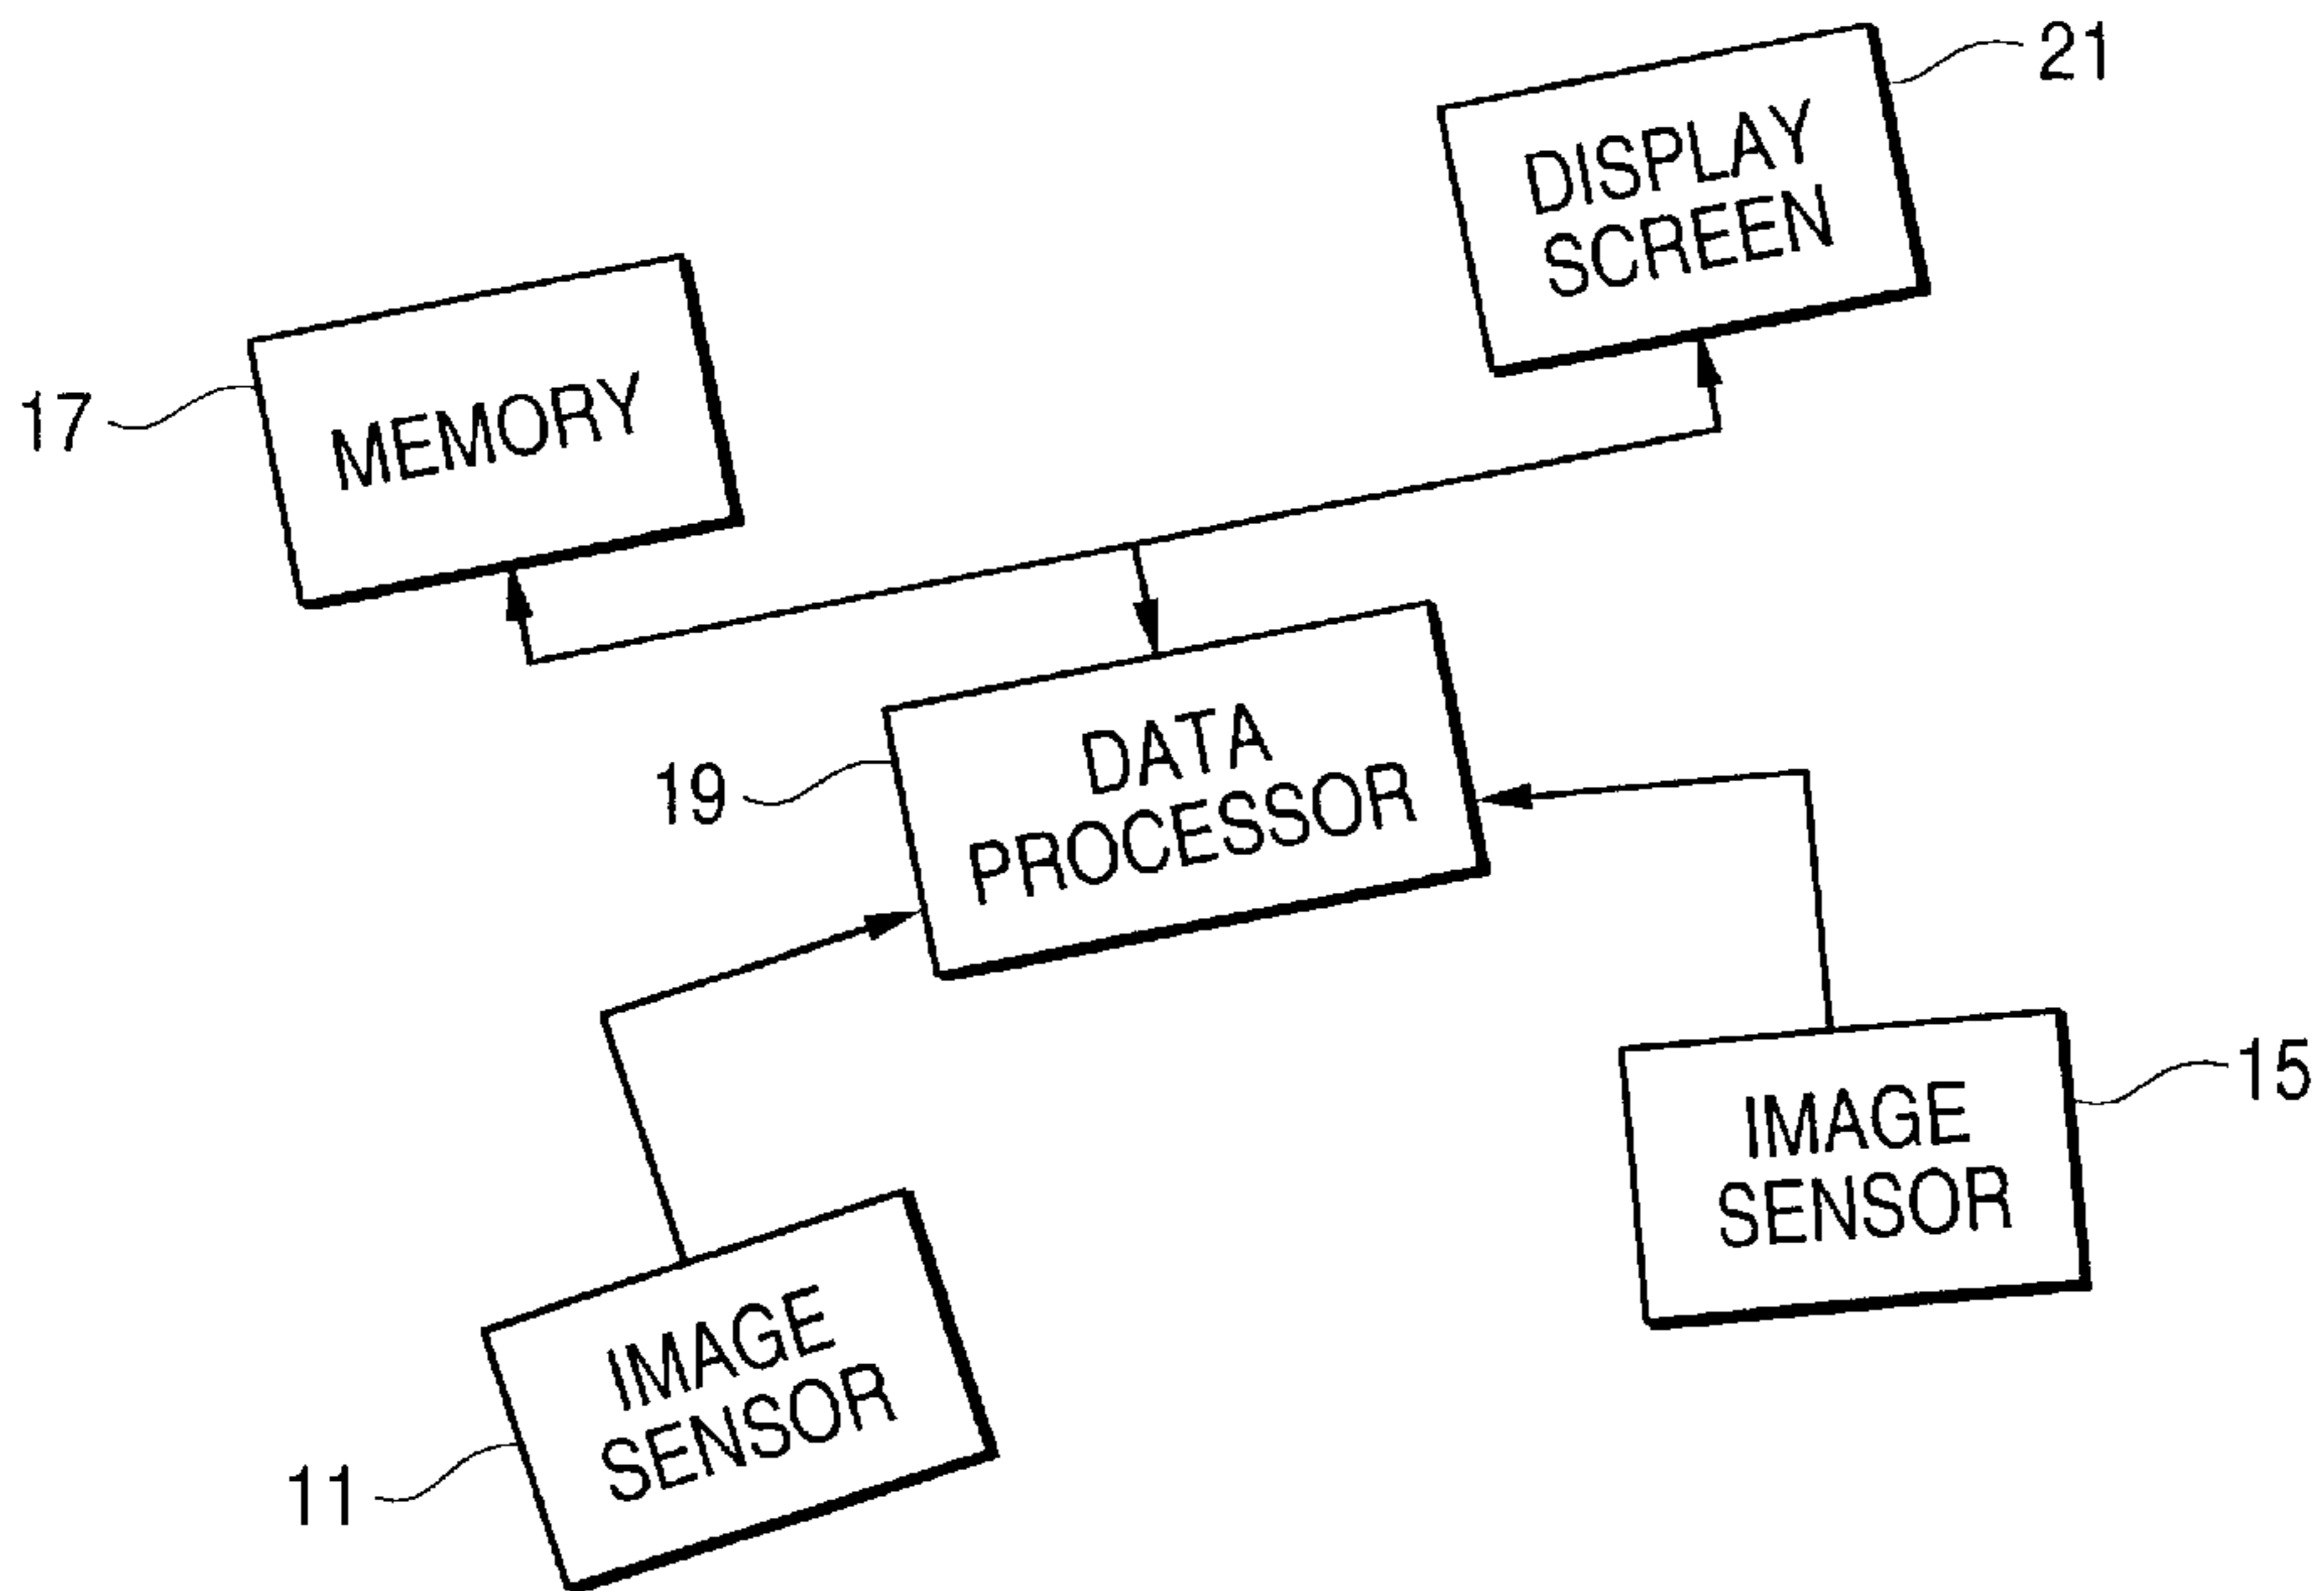 21
DISPLAY
SCREEN
17
MEMORY
19
DATA
PROCESSOR
15
IMAGE
SENSOR
11
IMAGE
SENSOR